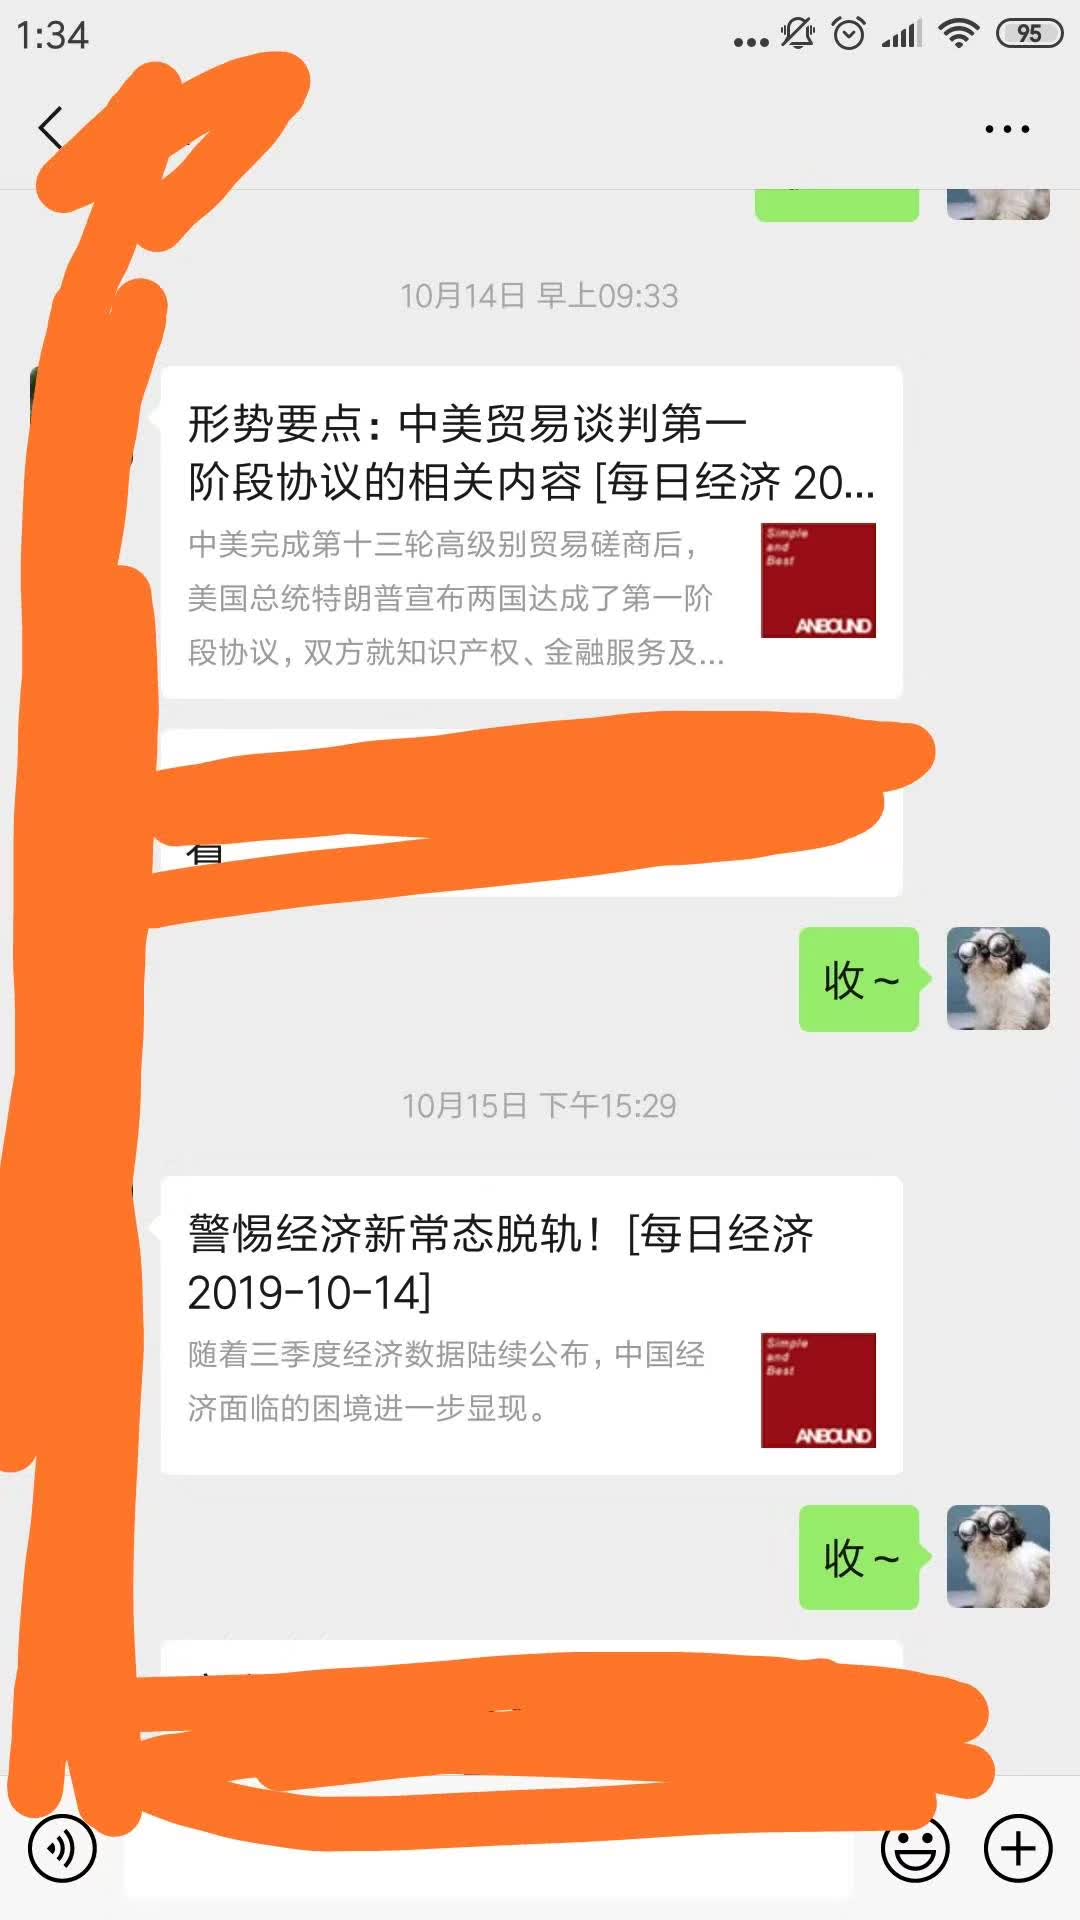 1:34
95
10月14日 早上09:33
形势要点：中美贸易谈判第一
阶段协议的相关内容 [每日经济 20...
中美完成第十三轮高级别贸易磋商后，
美国总统特朗普宣布两国达成了第一阶
段协议，双方就知识产权、金融服务及...
Simple
and
Best
ANBOUND
收~
10月15日 下午15:29
警惕经济新常态脱轨！[每日经济
2019-10-14]
随着三季度经济数据陆续公布，中国经
济面临的困境进一步显现。
Simple
and
Best
ANBOUND
收~